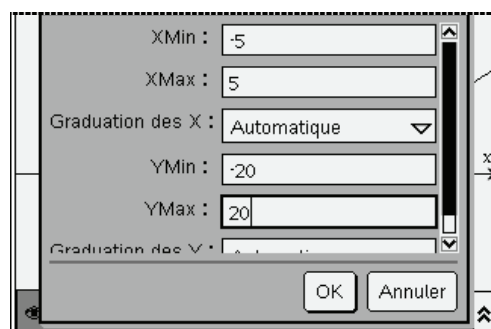 XMin : -5
XMax : 5
Graduation des X : Automatique
YMin : -20
YMax : 20
Graduation des Y :
x
OK Annuler